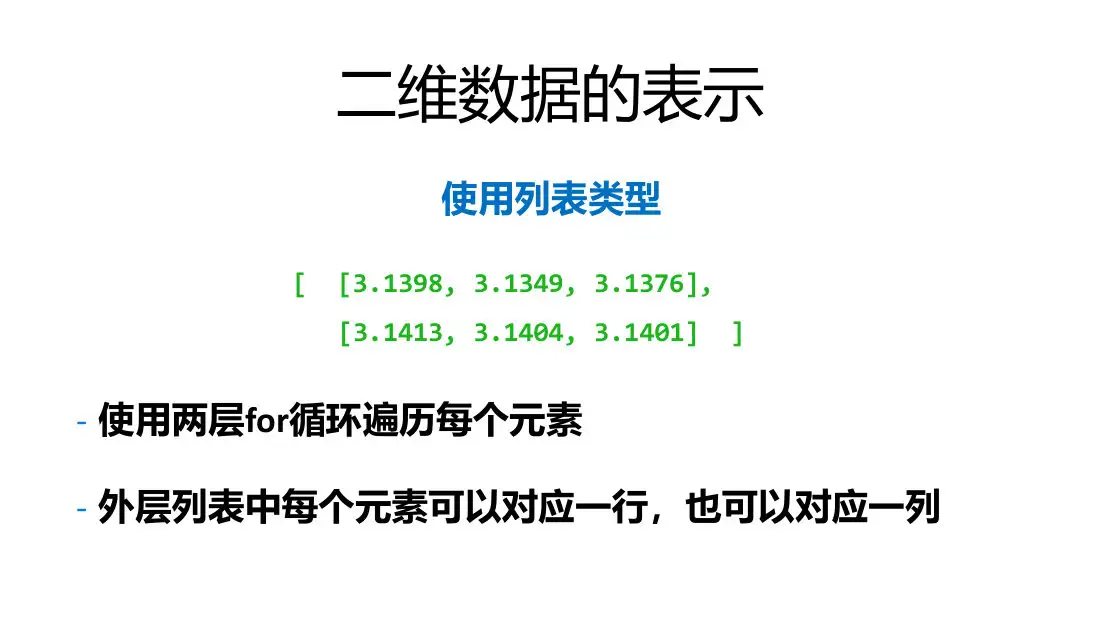 二维数据的表示
使用列表类型
[ [3.1398, 3.1349, 3.1376],
[3.1413, 3.1404, 3.1401] ]
- 使用两层for循环遍历每个元素
- 外层列表中每个元素可以对应一行，也可以对应一列